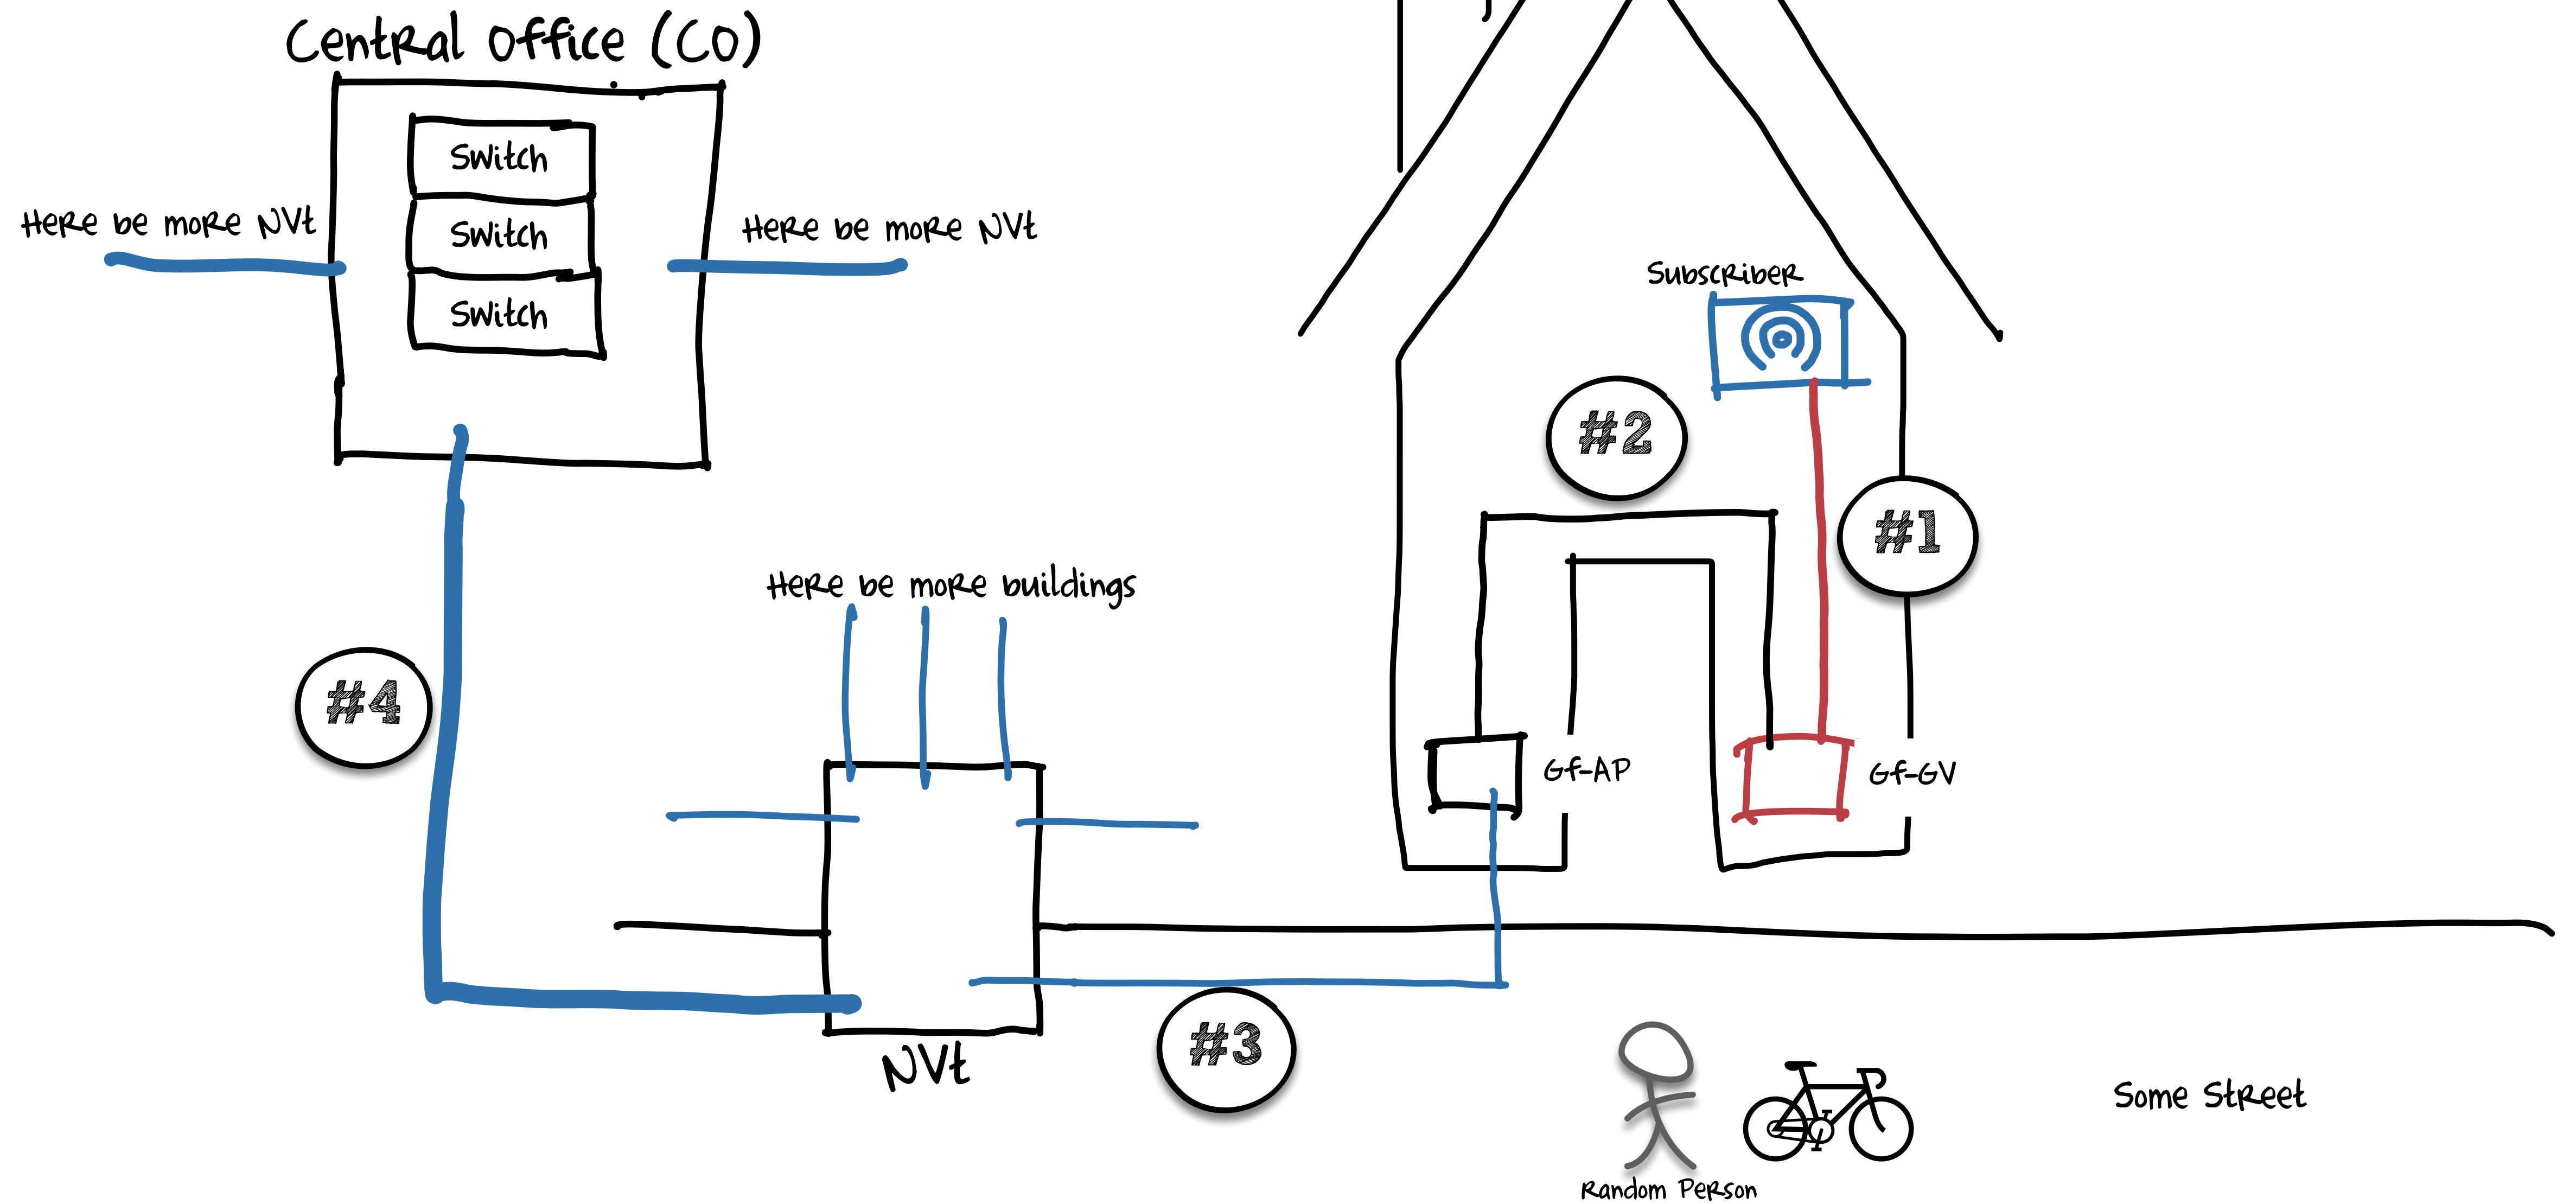 Central Office (CO)
Switch
Switch
Switch
Here be more NVt
Here be more NVt
Subscriber
#2
#1
Here be more buildings
#4
Gf-AP
Gf-GV
#3
NVt
Some Street
Random Person